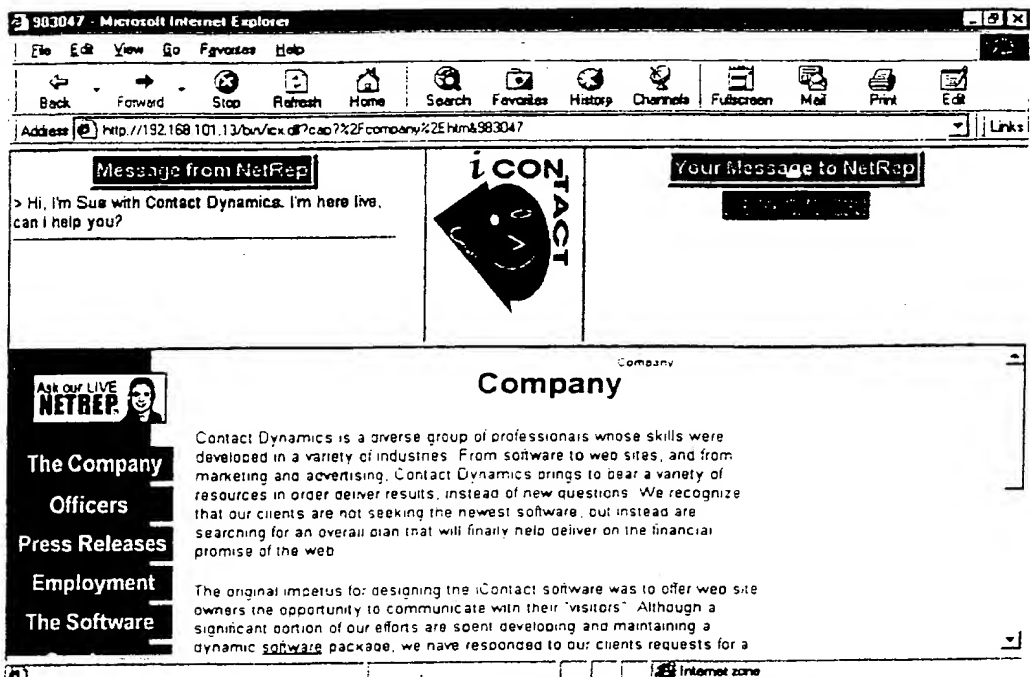 983047 - Microsoft Internet Explorer
File Edit View Go Favorites Help
Back Forward Stop Refresh Home Search Favorites History Channels Fullscreen Mail Print Edit
Address http://192.168.101.13/bin/icx.dll?cap?%2Fcompany%2Ehtm&983047 Links
Message from NetRep
> Hi, I'm Sue with Contact Dynamics. I'm here live,
can I help you?
iCONTACT
Your Message to NetRep
Company
Company
Ask our LIVE
NETREP.
The Company
Officers
Press Releases
Employment
The Software
Contact Dynamics is a diverse group of professionals whose skills were
developed in a variety of industries. From software to web sites, and from
marketing and advertising, Contact Dynamics brings to bear a variety of
resources in order deliver results, instead of new questions. We recognize
that our clients are not seeking the newest software, but instead are
searching for an overall plan that will finally help deliver on the financial
promise of the web
The original impetus for designing the iContact software was to offer web site
owners the opportunity to communicate with their "visitors". Although a
significant portion of our efforts are spent developing and maintaining a
dynamic software package, we have responded to our clients requests for a
Internet zone